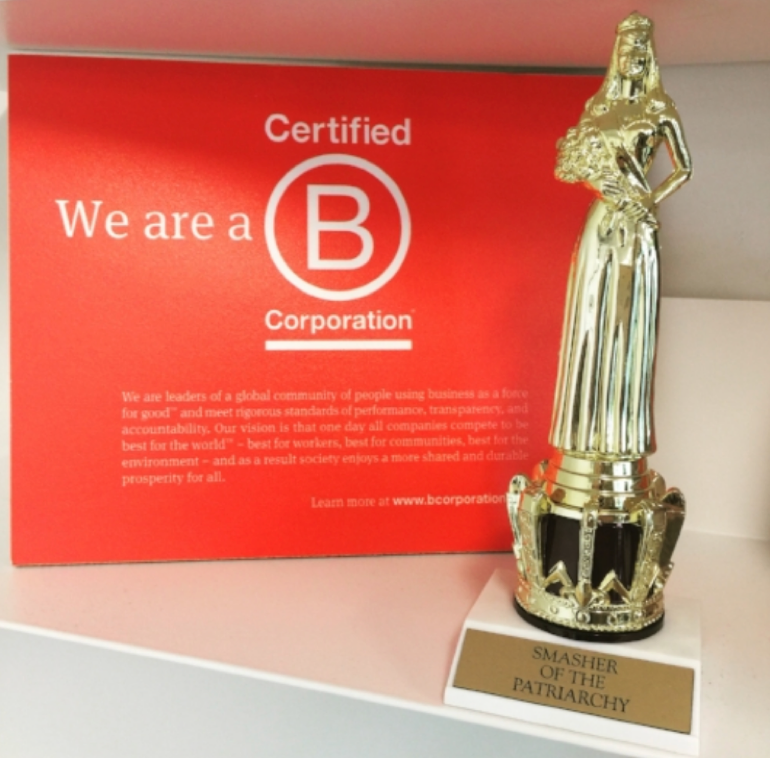 Certified
We are a B
Corporation
We are leaders of a global community of people using business as a force
for good™ and meet rigorous standards of performance, transparency, and
accountability. Our vision is that one day all companies compete to be
best for the world™ – best for workers, best for communities, best for the
environment – and as a result society enjoys a more shared and durable
prosperity for all.
Learn more at www.bcorporation
SMASHER
OF THE
PATRIARCHY